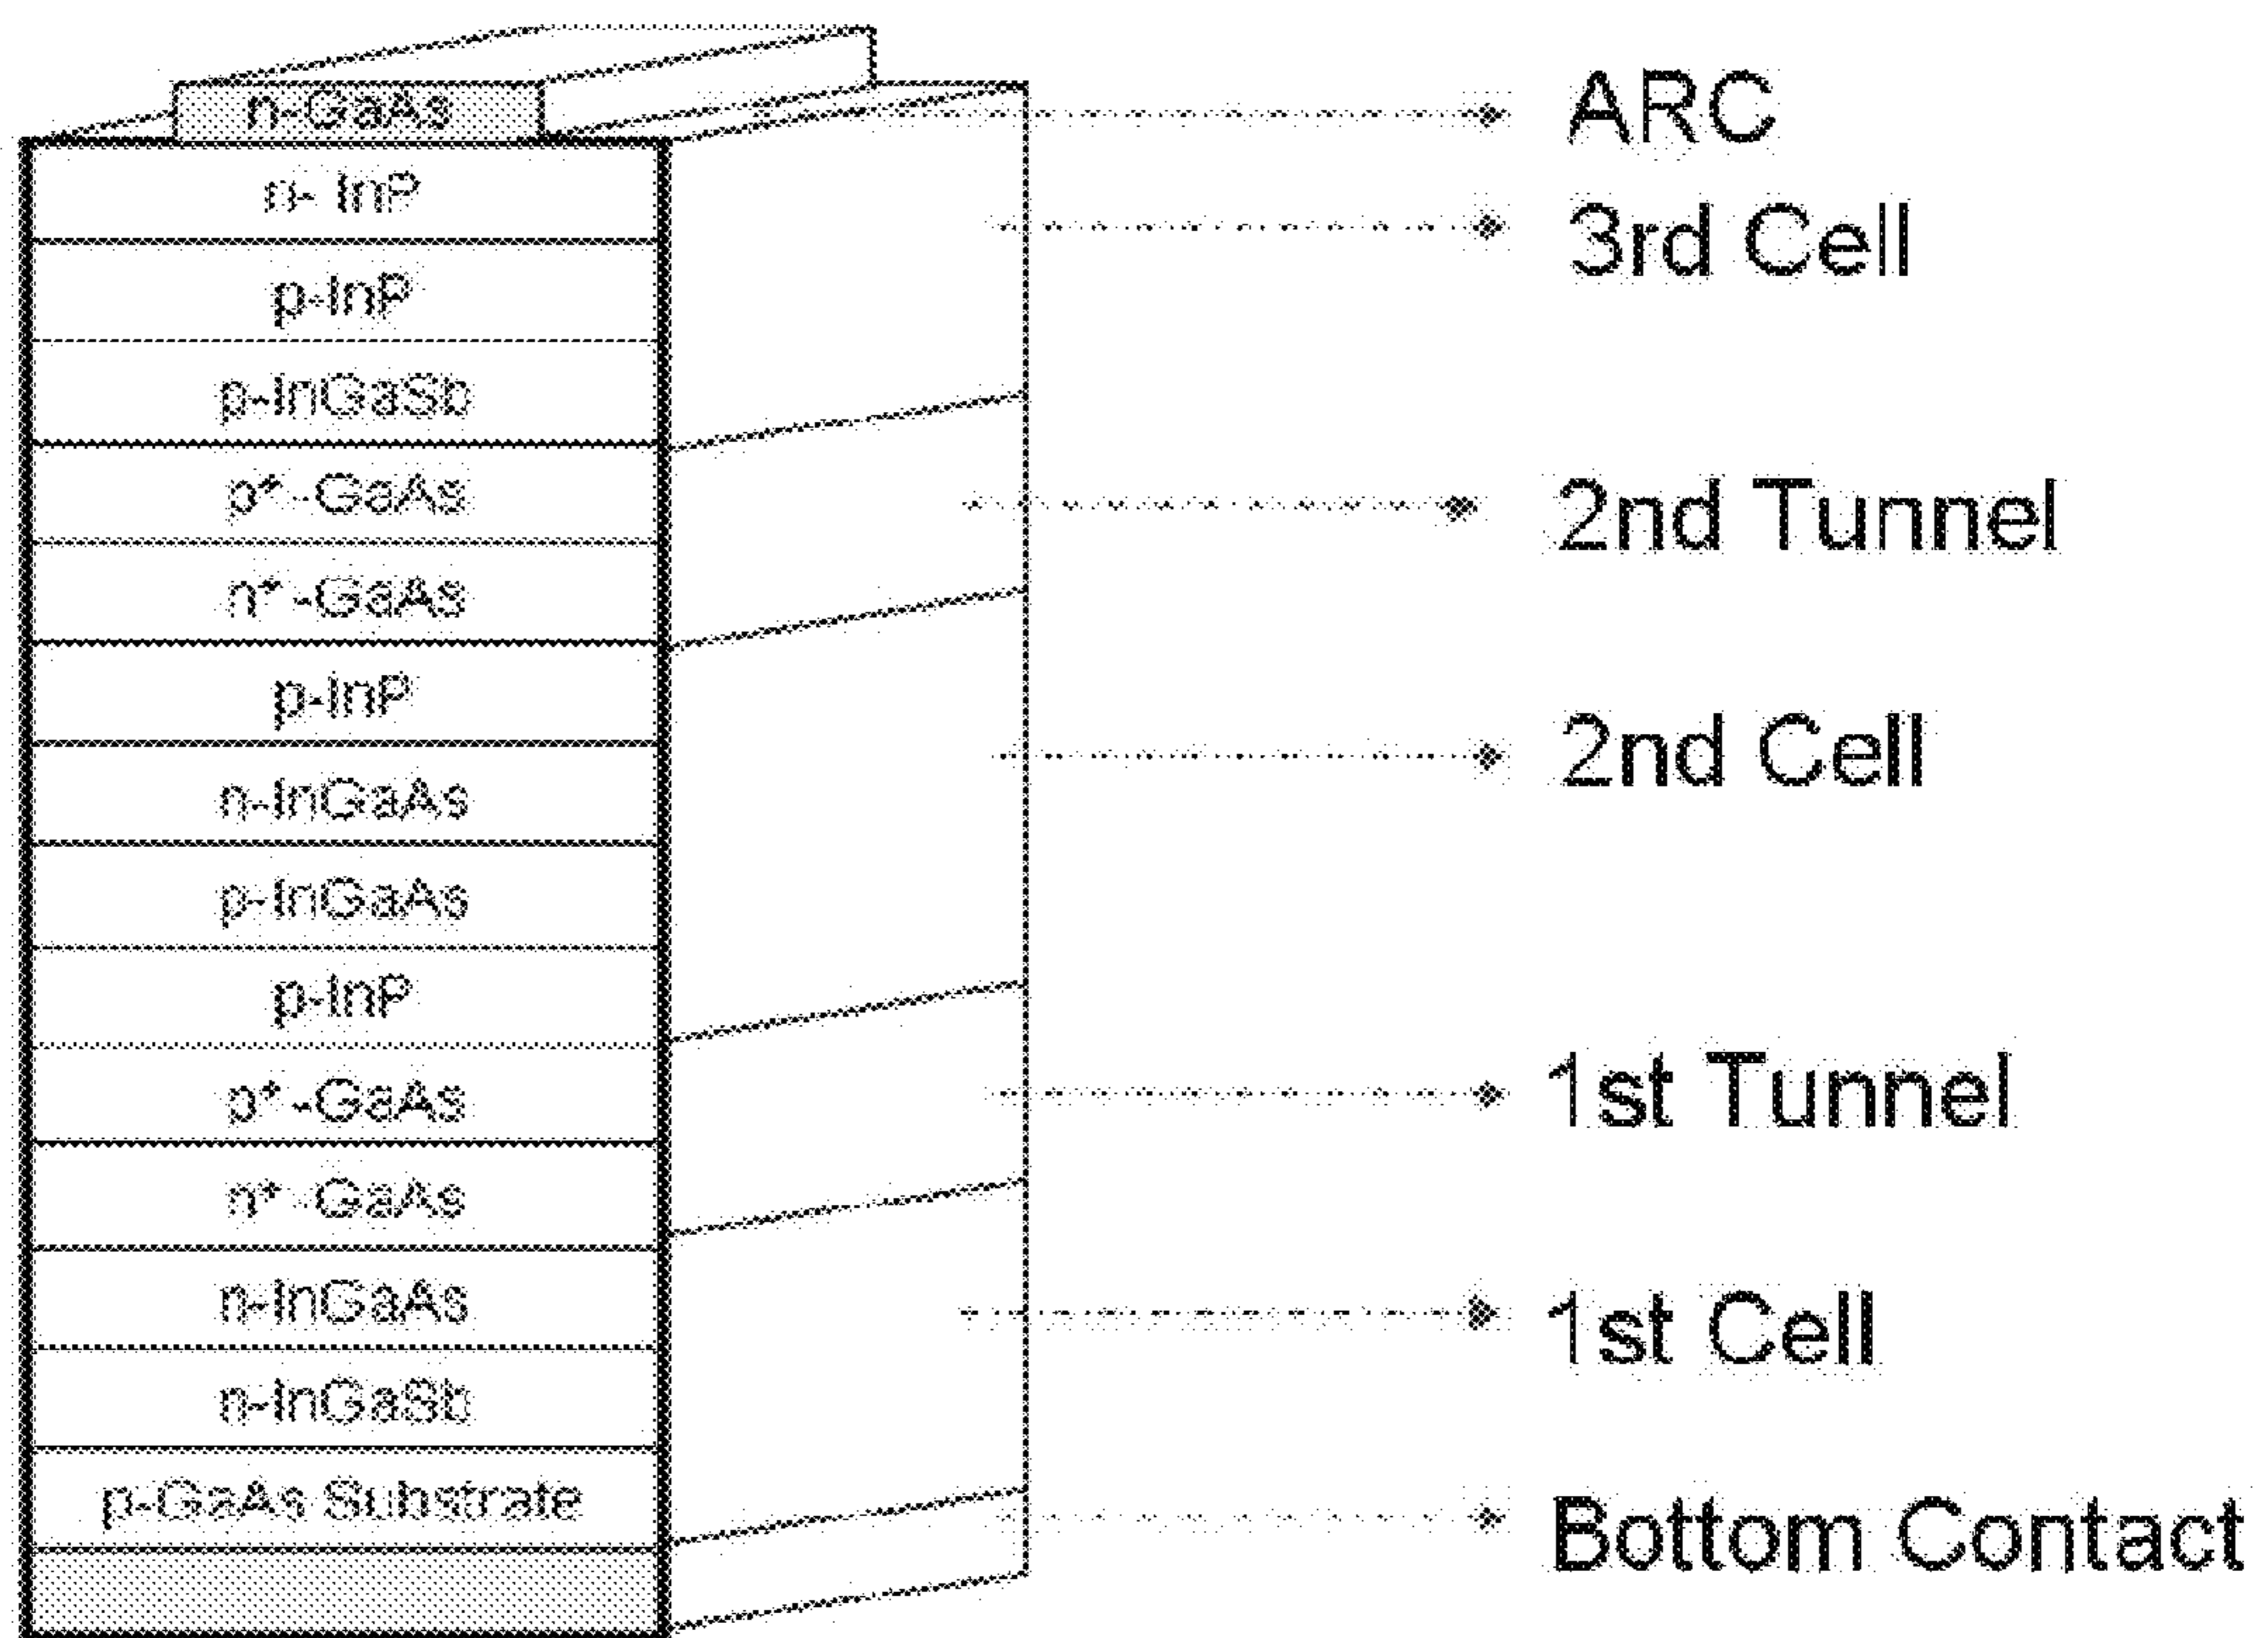 n-GaAs
ARC
n- InP
3rd Cell
p-InP
p-InGaSb
p⁺-GaAs
2nd Tunnel
n⁺-GaAs
p-InP
2nd Cell
n-InGaAs
p-InGaAs
p-InP
p⁺-GaAs
1st Tunnel
n⁺-GaAs
n-InGaAs
1st Cell
n-InGaSb
p-GaAs Substrate
Bottom Contact